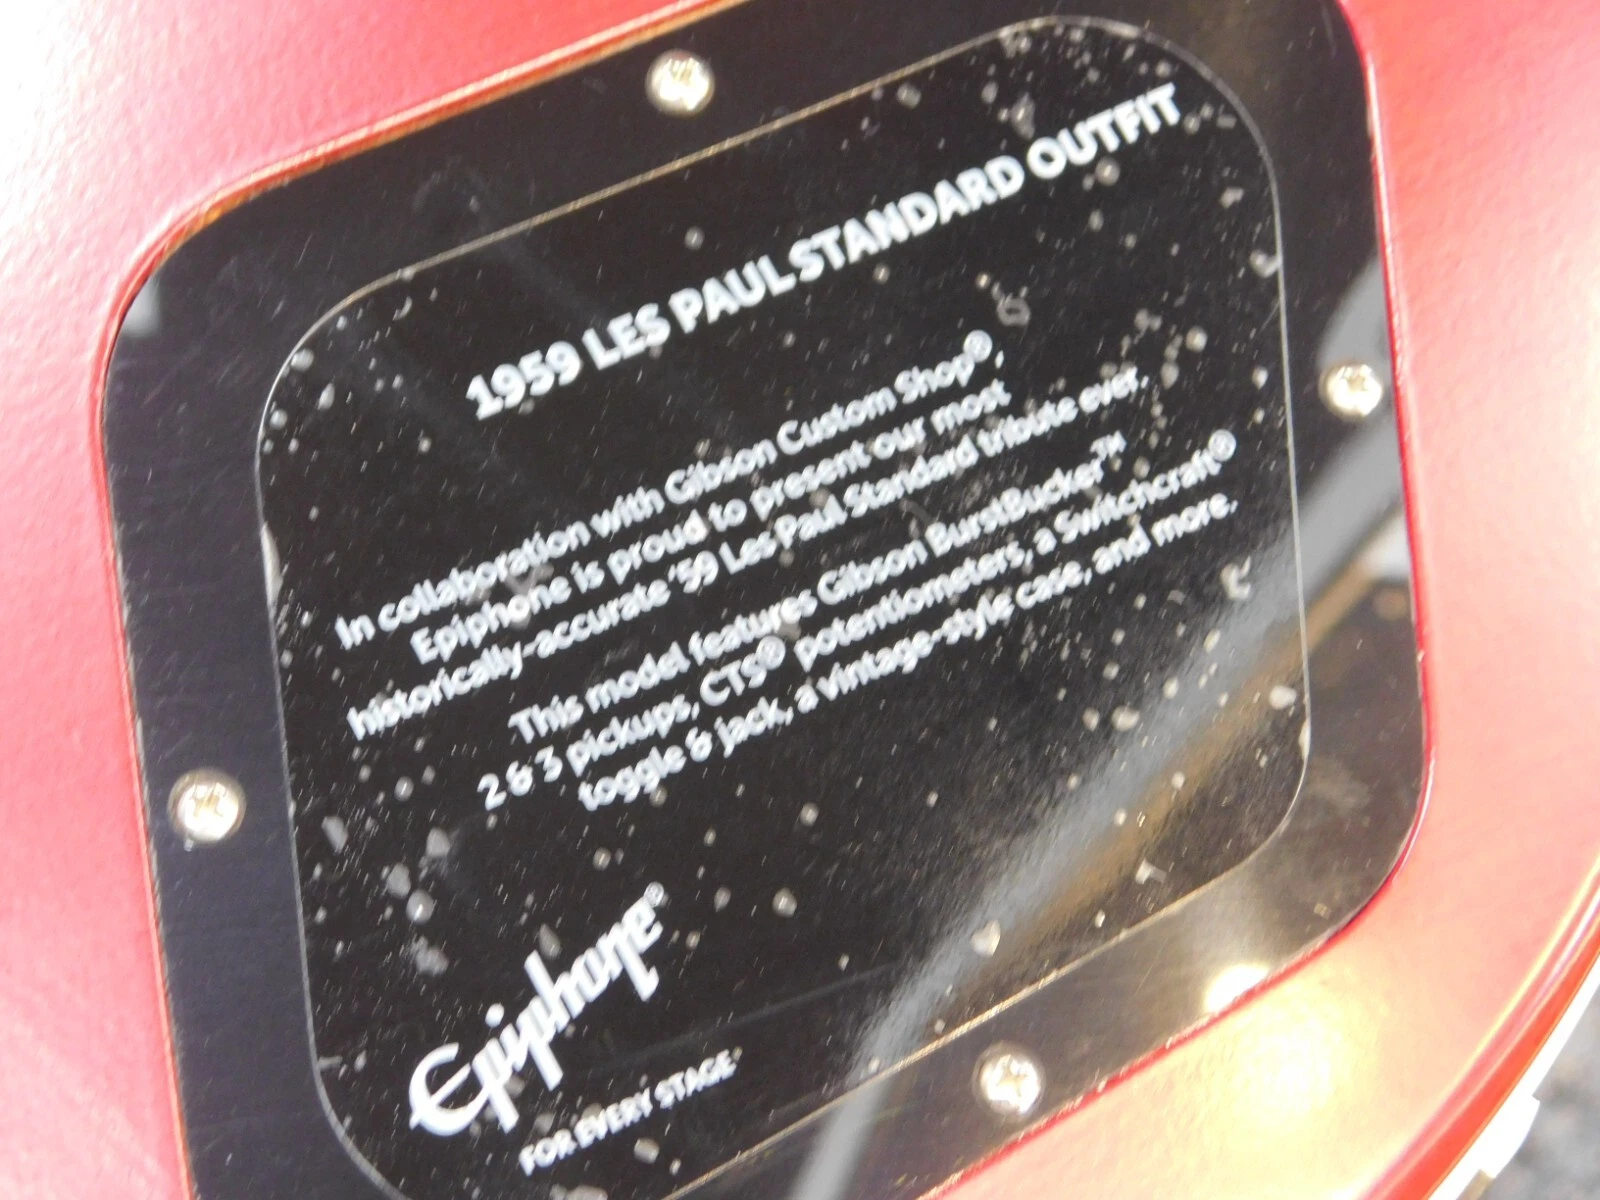 1959 LES PAUL STANDARD OUTFIT
In collaboration with Gibson Custom Shop®,
Epiphone is proud to present our most
historically-accurate '59 Les Paul Standard tribute ever.
This model features Gibson BurstBucker™
2 & 3 pickups, CTS® potentiometers, a Switchcraft®
toggle & jack, a vintage-style case, and more.
Epiphone®
FOR EVERY STAGE